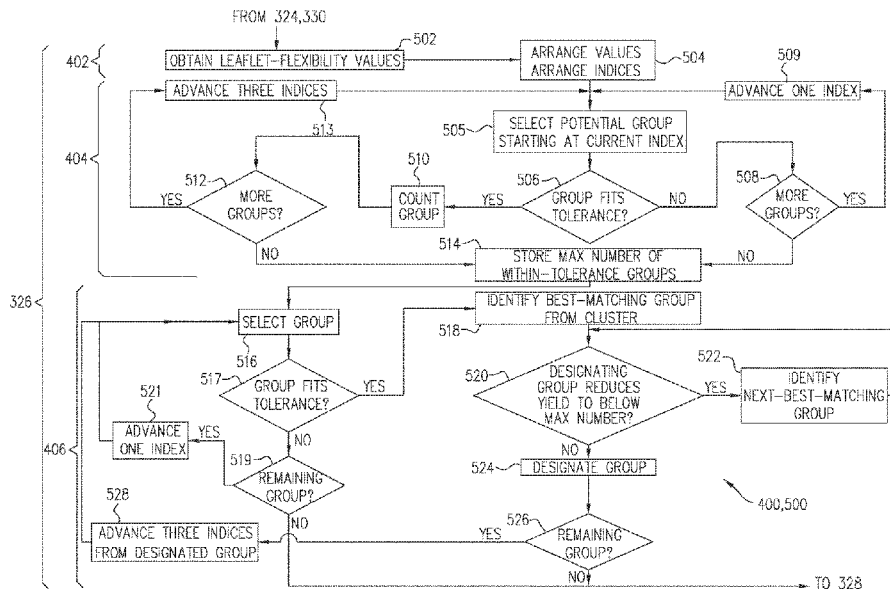 FROM 324,330
502
OBTAIN LEAFLET-FLEXIBILITY VALUES
ARRANGE VALUES
ARRANGE INDICES
504
509
402
ADVANCE THREE INDICES
513
ADVANCE ONE INDEX
505
SELECT POTENTIAL GROUP
STARTING AT CURRENT INDEX
404
512
MORE
GROUPS?
YES
510
COUNT
GROUP
YES
506
GROUP FITS
TOLERANCE?
NO
508
MORE
GROUPS?
YES
NO
514
STORE MAX NUMBER OF
WITHIN-TOLERANCE GROUPS
NO
326
SELECT GROUP
516
IDENTIFY BEST-MATCHING GROUP
FROM CLUSTER
518
517
GROUP FITS
TOLERANCE?
YES
520
DESIGNATING
GROUP REDUCES
YIELD TO BELOW
MAX NUMBER?
YES
522
IDENTIFY
NEXT-BEST-MATCHING
GROUP
521
ADVANCE
ONE INDEX
YES
NO
406
519
REMAINING
GROUP?
NO
NO
524
DESIGNATE GROUP
400,500
528
ADVANCE THREE INDICES
FROM DESIGNATED GROUP
YES
526
REMAINING
GROUP?
NO
TO 328